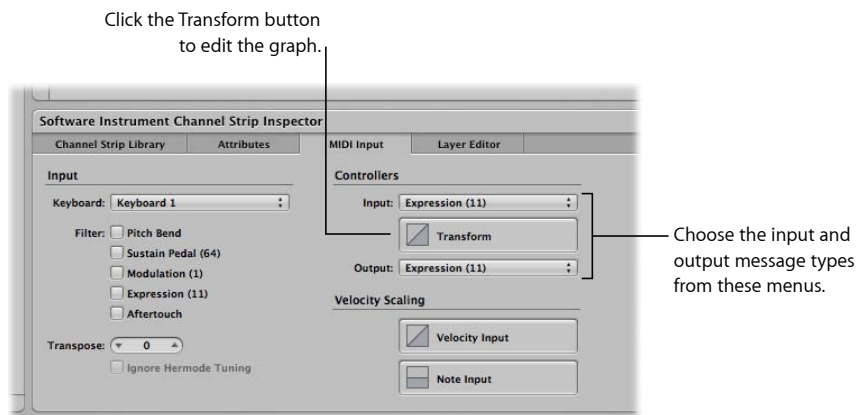 Click the Transform button
to edit the graph.
Software Instrument Channel Strip Inspector
Channel Strip Library Attributes MIDI Input Layer Editor
Input Controllers
Keyboard: Keyboard 1 Input: Expression (11)
Filter: Pitch Bend Transform
Sustain Pedal (64)
Modulation (1) Output: Expression (11)
Expression (11)
Aftertouch
Velocity Scaling
Velocity Input
Transpose: 0
Ignore Hermode Tuning
Note Input
Choose the input and
output message types
from these menus.